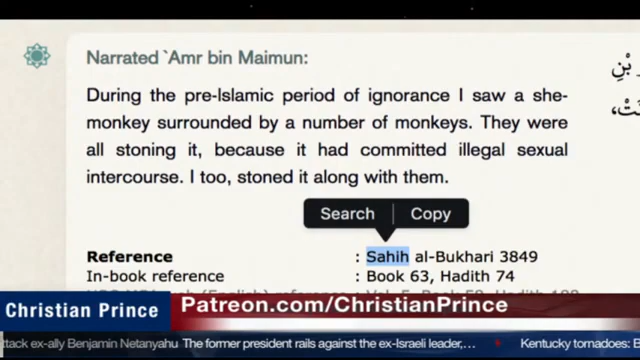 Narrated `Amr bin Maimun:
During the pre-Islamic period of ignorance I saw a she-
monkey surrounded by a number of monkeys. They were
all stoning it, because it had committed illegal sexual
intercourse. I too, stoned it along with them.
بْنِ
Search Copy
Reference : Sahih al-Bukhari 3849
In-book reference : Book 63, Hadith 74
Christian Prince Patreon.com/ChristianPrince
attack ex-ally Benjamin Netanyahu The former president rails against the ex-Israeli leader,... Kentucky tornadoes: